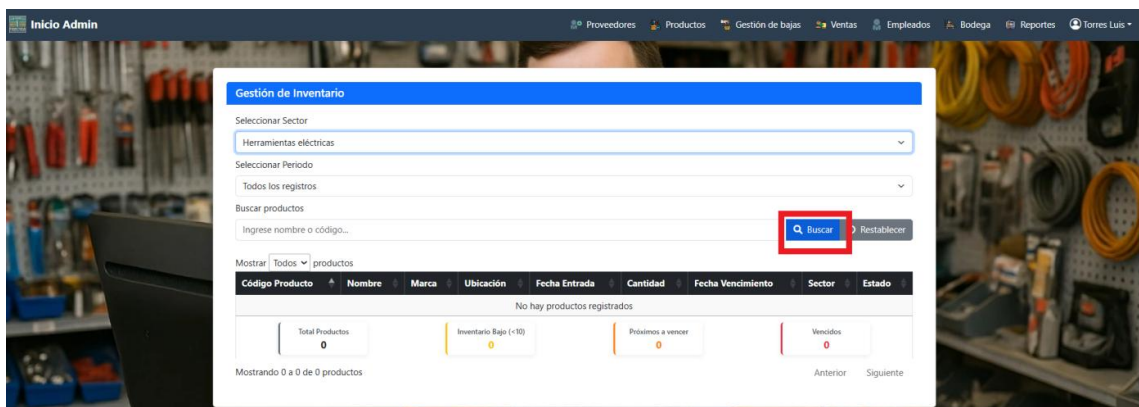 Inicio Admin Proveedores Productos Gestión de bajas Ventas Empleados Bodega Reportes Torres Luis
Gestión de Inventario
Seleccionar Sector
Herramientas eléctricas
Seleccionar Periodo
Todos los registros
Buscar productos
Ingrese nombre o código... Buscar Restablecer
Mostrar Todos productos
Código Producto Nombre Marca Ubicación Fecha Entrada Cantidad Fecha Vencimiento Sector Estado
No hay productos registrados
Total Productos Inventario Bajo (<10) Próximos a vencer Vencidos
0 0 0 0
Mostrando 0 a 0 de 0 productos Anterior Siguiente